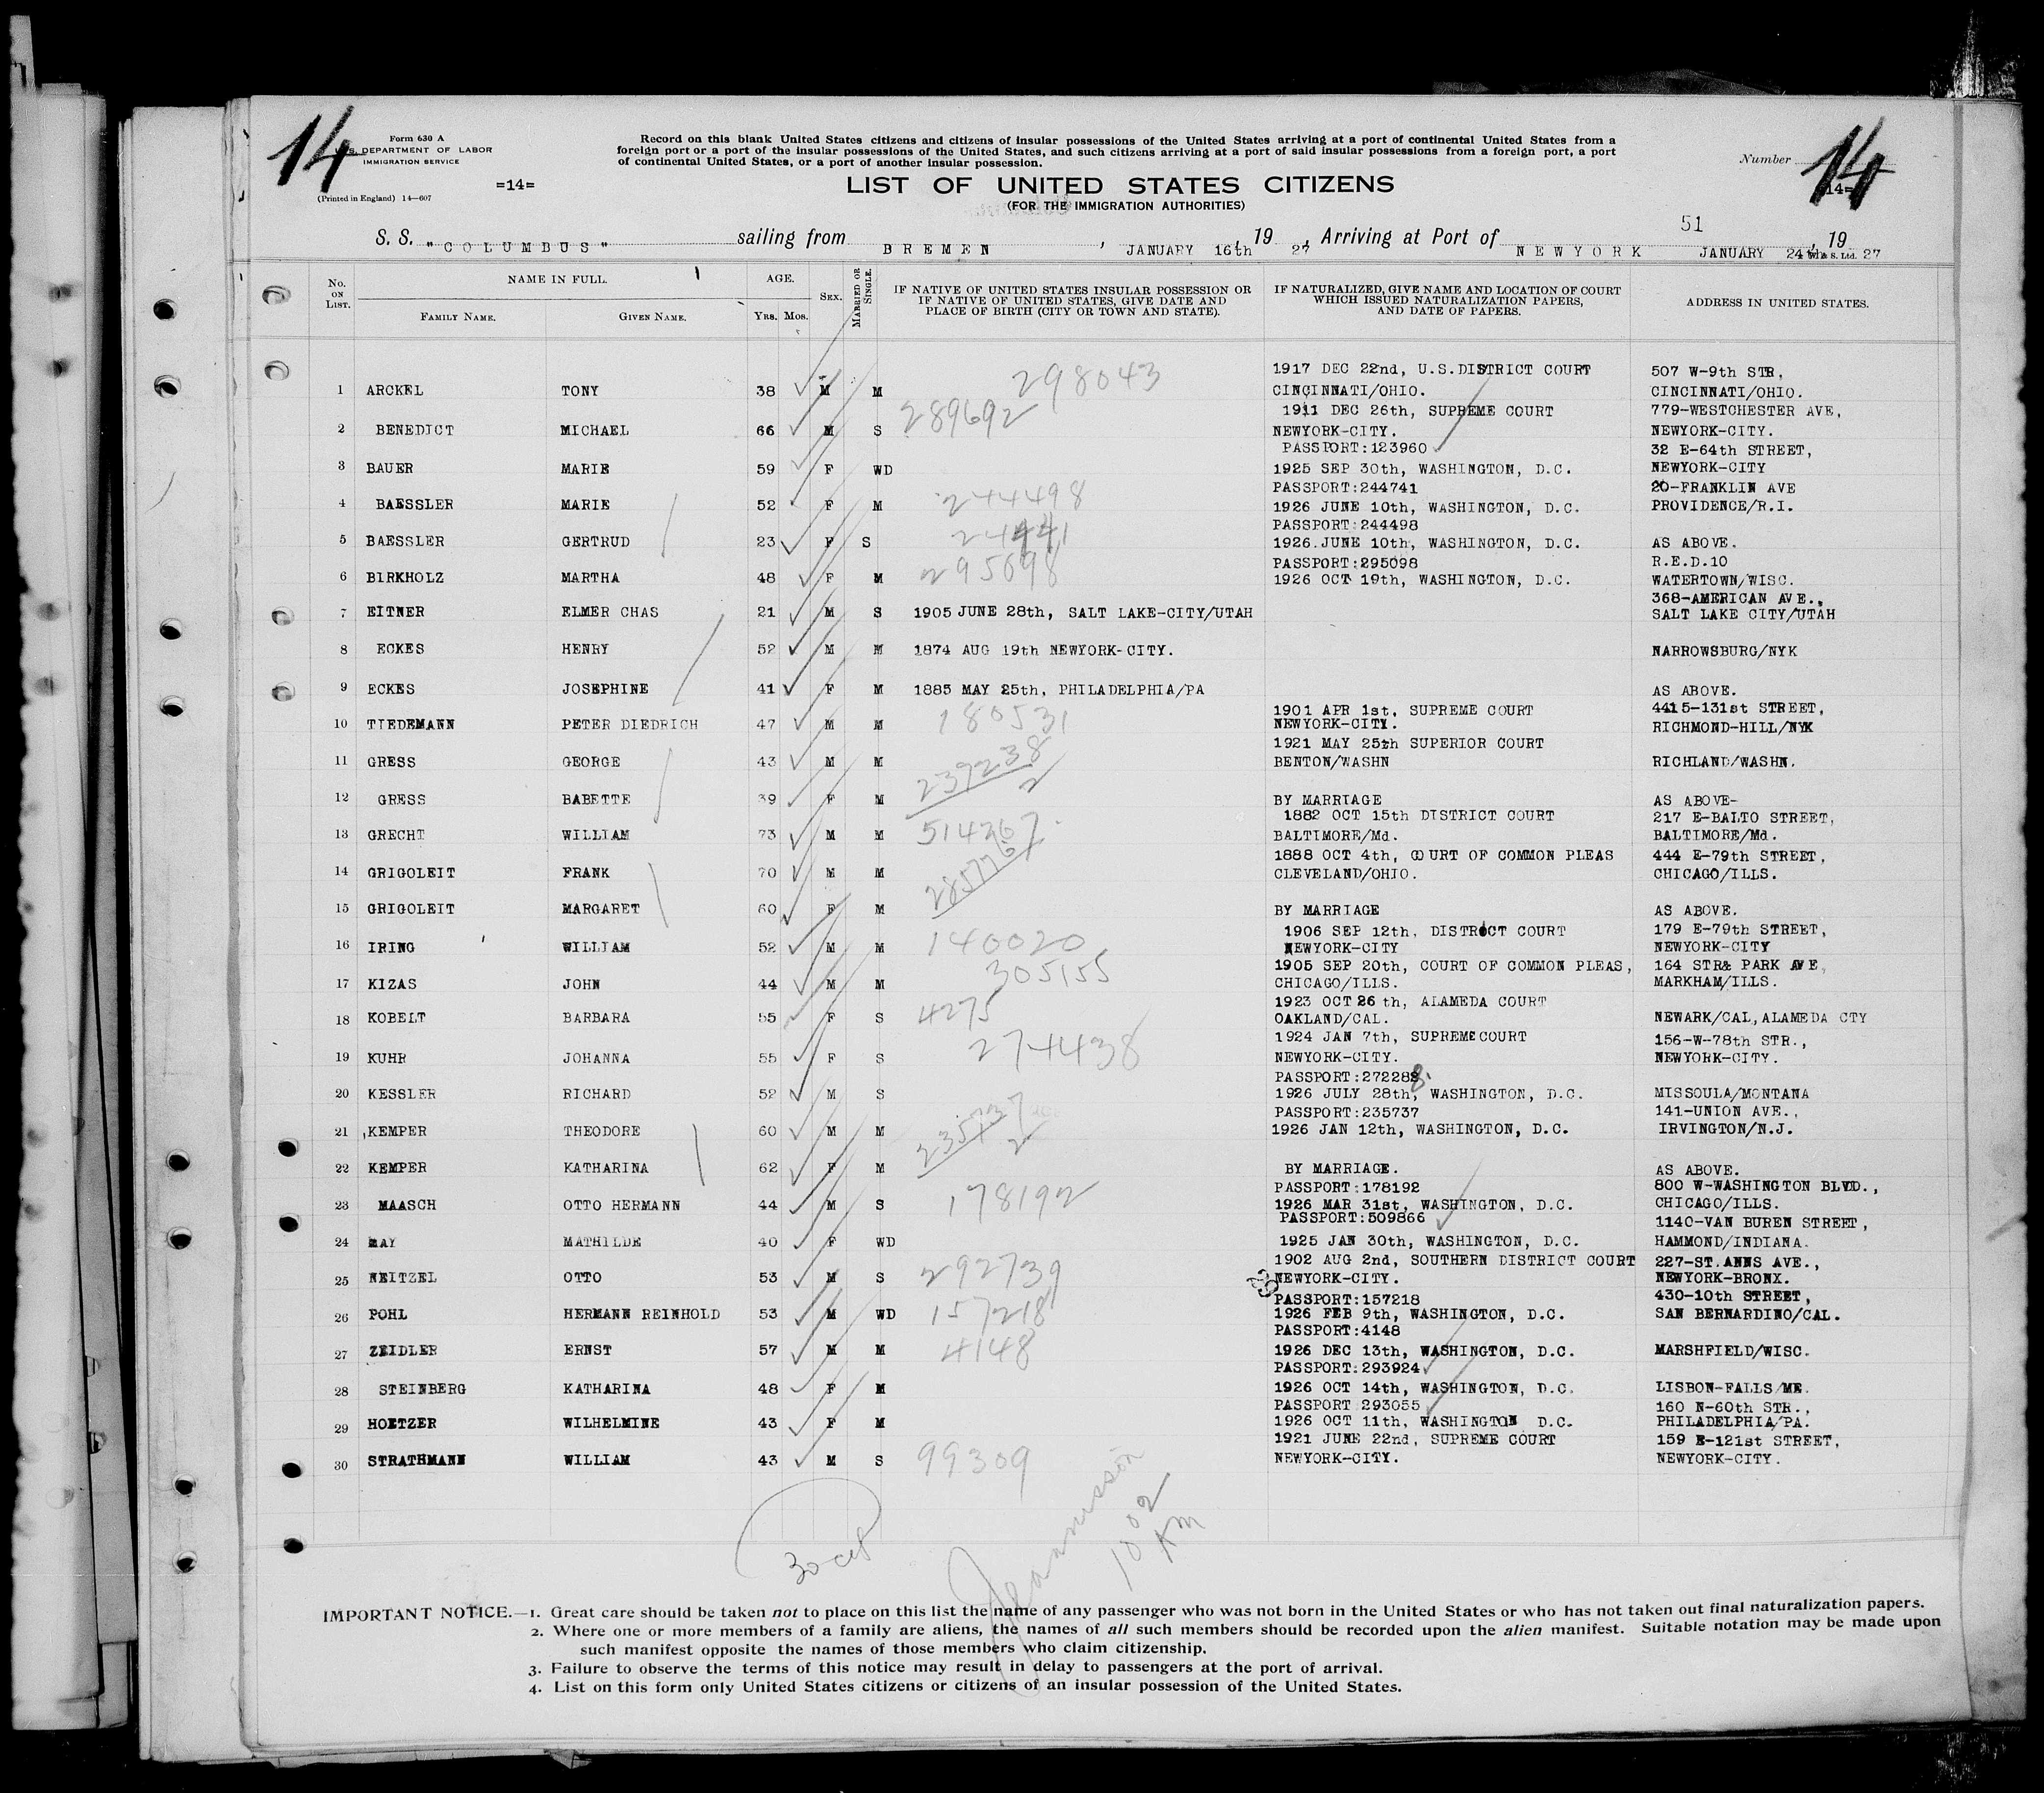 14
Form 630 A
U.S. DEPARTMENT OF LABOR
IMMIGRATION SERVICE
(Printed in England) 14—607
=14=
Record on this blank United States citizens and citizens of insular possessions of the United States arriving at a port of continental United States from a
foreign port or a port of the insular possessions of the United States, and such citizens arriving at a port of said insular possessions from a foreign port, a port
of continental United States, or a port of another insular possession.
Number 14
14=
LIST OF UNITED STATES CITIZENS
(FOR THE IMMIGRATION AUTHORITIES)
51
S. S. "COLUMBUS" sailing from BREMEN, JANUARY 16th, 19 27, Arriving at Port of NEWYORK JANUARY 24th, 19 27
No. ON LIST. NAME IN FULL. AGE. SEX. MARRIED OR SINGLE. IF NATIVE OF UNITED STATES INSULAR POSSESSION OR IF NATIVE OF UNITED STATES, GIVE DATE AND PLACE OF BIRTH (CITY OR TOWN AND STATE). IF NATURALIZED, GIVE NAME AND LOCATION OF COURT WHICH ISSUED NATURALIZATION PAPERS, AND DATE OF PAPERS. ADDRESS IN UNITED STATES.
FAMILY NAME. GIVEN NAME. YRS. MOS.
298043 1917 DEC 22nd, U.S.DISTRICT COURT 507 W-9th STR,
1 ARCKEL TONY 38 M M CINCINNATI/OHIO. CINCINNATI/OHIO.
289692 1911 DEC 26th, SUPREME COURT 779-WESTCHESTER AVE,
2 BENEDICT MICHAEL 66 M S NEWYORK-CITY. NEWYORK-CITY.
PASSPORT:123960 32 E-64th STREET,
3 BAUER MARIE 59 F WD 1925 SEP 30th, WASHINGTON, D.C. NEWYORK-CITY
244498 PASSPORT:244741 20-FRANKLIN AVE
4 BAESSLER MARIE 52 F M 1926 JUNE 10th, WASHINGTON, D.C. PROVIDENCE/R.I.
PASSPORT:244498
5 BAESSLER GERTRUD 23 F S 1926.JUNE 10th, WASHINGTON, D.C. AS ABOVE.
295098 PASSPORT:295098 R.E.D.10
6 BIRKHOLZ MARTHA 48 F M 1926 OCT 19th, WASHINGTON, D.C. WATERTOWN/WISC.
368-AMERICAN AVE.,
7 EITNER ELMER CHAS 21 M S 1905 JUNE 28th, SALT LAKE-CITY/UTAH SALT LAKE CITY/UTAH
8 ECKES HENRY 52 M M 1874 AUG 19th NEWYORK-CITY. NARROWSBURG/NYK
9 ECKES JOSEPHINE 41 F M 1885 MAY 25th, PHILADELPHIA/PA AS ABOVE.
180531 1901 APR 1st, SUPREME COURT 4415-131st STREET,
10 TIEDEMANN PETER DIEDRICH 47 M M NEWYORK-CITY. RICHMOND-HILL/NYK
239238 1921 MAY 25th SUPERIOR COURT
11 GRESS GEORGE 43 M M BENTON/WASHN RICHLAND/WASHN.
2
12 GRESS BABETTE 39 F M BY MARRIAGE AS ABOVE-
514267 1882 OCT 15th DISTRICT COURT 217 E-BALTO STREET,
13 GRECHT WILLIAM 73 M M BALTIMORE/Md. BALTIMORE/Md.
1888 OCT 4th, COURT OF COMMON PLEAS 444 E-79th STREET,
14 GRIGOLEIT FRANK 70 M M CLEVELAND/OHIO. CHICAGO/ILLS.
15 GRIGOLEIT MARGARET 60 F M BY MARRIAGE AS ABOVE.
140020 1906 SEP 12th, DISTRICT COURT 179 E-79th STREET,
16 IRING WILLIAM 52 M M NEWYORK-CITY NEWYORK-CITY
305155 1905 SEP 20th, COURT OF COMMON PLEAS, 164 STR& PARK AVE,
17 KIZAS JOHN 44 M M CHICAGO/ILLS. MARKHAM/ILLS.
4275 1923 OCT 26 th, ALAMEDA COURT
18 KOBELT BARBARA 55 F S OAKLAND/CAL. NEWARK/CAL,ALAMEDA CTY
274438 1924 JAN 7th, SUPREMECOURT 156-W-78th STR.,
19 KUHR JOHANNA 55 F S NEWYORK-CITY. NEWYORK-CITY.
PASSPORT:272288.
20 KESSLER RICHARD 52 M S 1926 JULY 28th, WASHINGTON, D.C. MISSOULA/MONTANA
235737 PASSPORT:235737 141-UNION AVE.,
21 KEMPER THEODORE 60 M M 1926 JAN 12th, WASHINGTON, D.C. IRVINGTON/N.J.
2
22 KEMPER KATHARINA 62 F M BY MARRIAGE. AS ABOVE.
178192 PASSPORT:178192 800 W-WASHINGTON BLVD.,
23 MAASCH OTTO HERMANN 44 M S 1926 MAR 31st, WASHINGTON, D.C. CHICAGO/ILLS.
PASSPORT:509866 1140-VAN BUREN STREET,
24 MAY MATHILDE 40 F WD 1925 JAN 30th, WASHINGTON, D.C. HAMMOND/INDIANA.
292739 1902 AUG 2nd, SOUTHERN DISTRICT COURT 227-ST.ANNS AVE.,
25 NEITZEL OTTO 53 M S NEWYORK-CITY. NEWYORK-BRONX.
157218 PASSPORT:157218 430-10th STREET,
26 POHL HERMANN REINHOLD 53 M WD 1926 FEB 9th, WASHINGTON, D.C. SAN BERNARDINO/CAL.
4148 PASSPORT:4148
27 ZEIDLER ERNST 57 M M 1926 DEC 13th, WASHINGTON, D.C. MARSHFIELD/WISC.
PASSPORT:293924
28 STEINBERG KATHARINA 48 F M 1926 OCT 14th, WASHINGTON, D.C. LISBON-FALLS/ME.
PASSPORT 293055 160 N-60th STR.,
29 HOETZER WILHELMINE 43 F M 1926 OCT 11th, WASHINGTON D.C. PHILADELPHIA/PA.
99309 1921 JUNE 22nd, SUPREME COURT 159 E-121st STREET,
30 STRATHMANN WILLIAM 43 M S NEWYORK-CITY. NEWYORK-CITY.
IMPORTANT NOTICE.—1. Great care should be taken not to place on this list the name of any passenger who was not born in the United States or who has not taken out final naturalization papers.
2. Where one or more members of a family are aliens, the names of all such members should be recorded upon the alien manifest. Suitable notation may be made upon
such manifest opposite the names of those members who claim citizenship.
3. Failure to observe the terms of this notice may result in delay to passengers at the port of arrival.
4. List on this form only United States citizens or citizens of an insular possession of the United States.